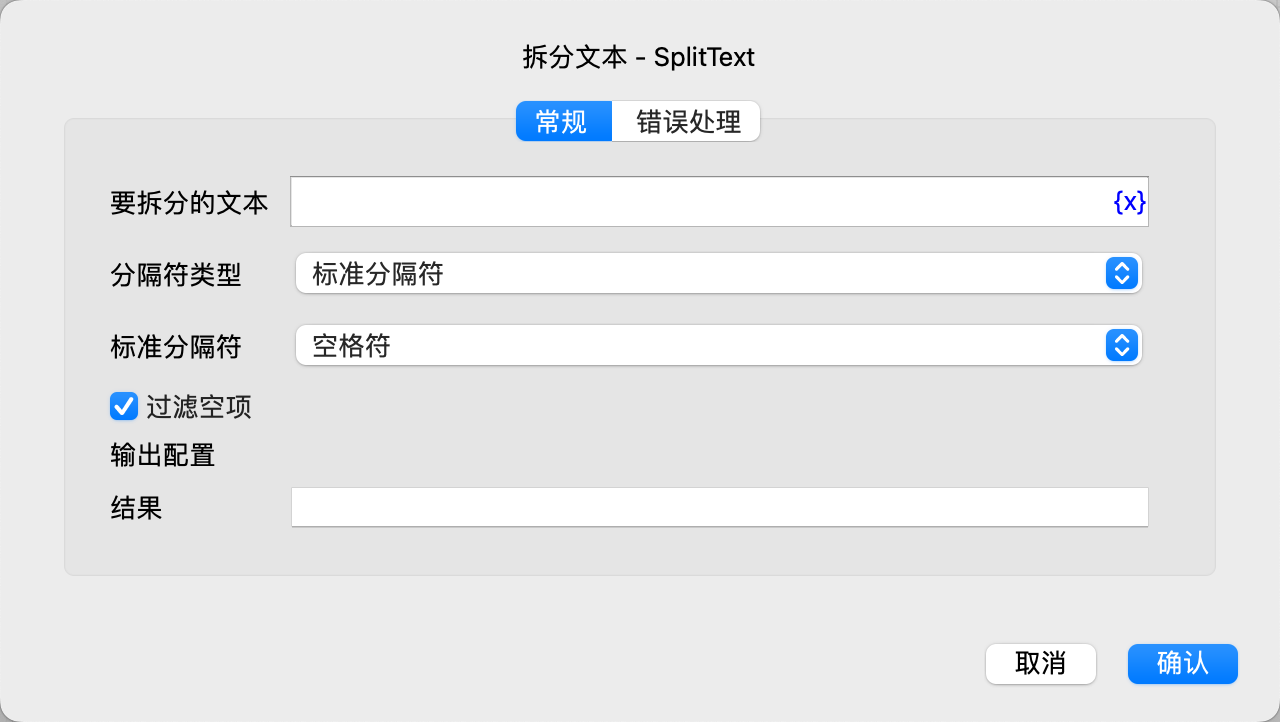 拆分文本 - SplitText
常规 错误处理
要拆分的文本 {x}
分隔符类型 标准分隔符
标准分隔符 空格符
过滤空项
输出配置
结果
取消 确认